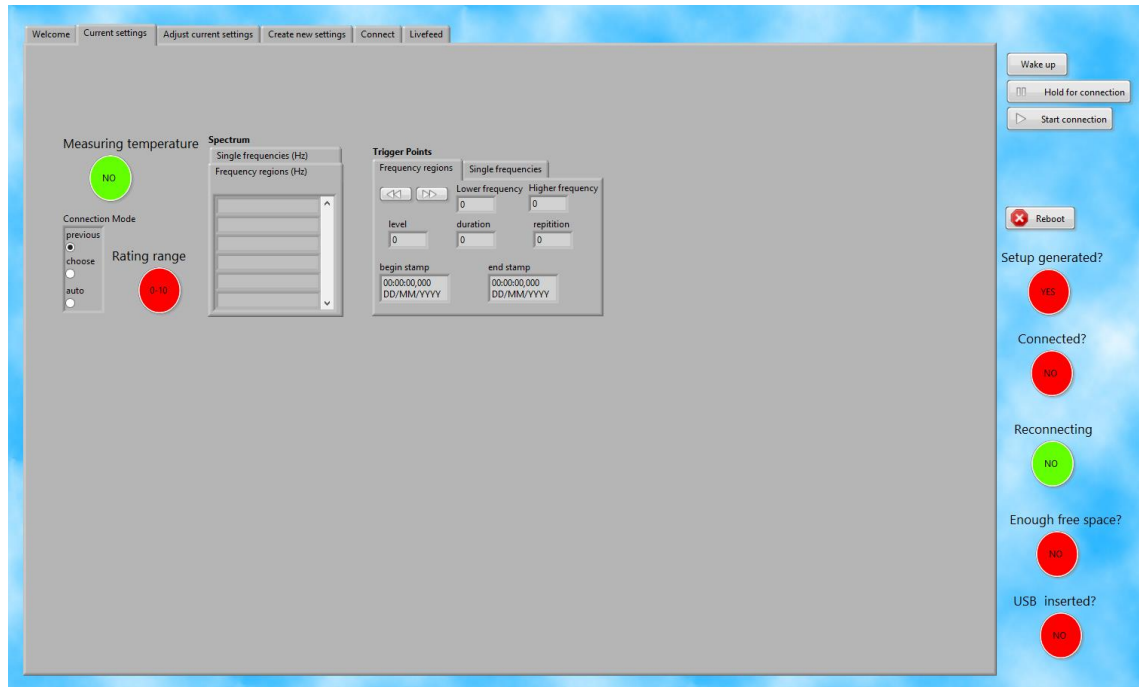 Welcome
Current settings
Adjust current settings
Create new settings
Connect
Livefeed
Wake up
Hold for connection
Start connection
Measuring temperature
NO
Spectrum
Single frequencies (Hz)
Frequency regions (Hz)
Connection Mode
previous
choose
auto
Rating range
0-10
Trigger Points
Frequency regions
Single frequencies
Lower frequency
Higher frequency
0
0
level
duration
repitition
0
0
0
begin stamp
end stamp
00:00:00,000
DD/MM/YYYY
00:00:00,000
DD/MM/YYYY
Reboot
Setup generated?
YES
Connected?
NO
Reconnecting
NO
Enough free space?
NO
USB inserted?
NO